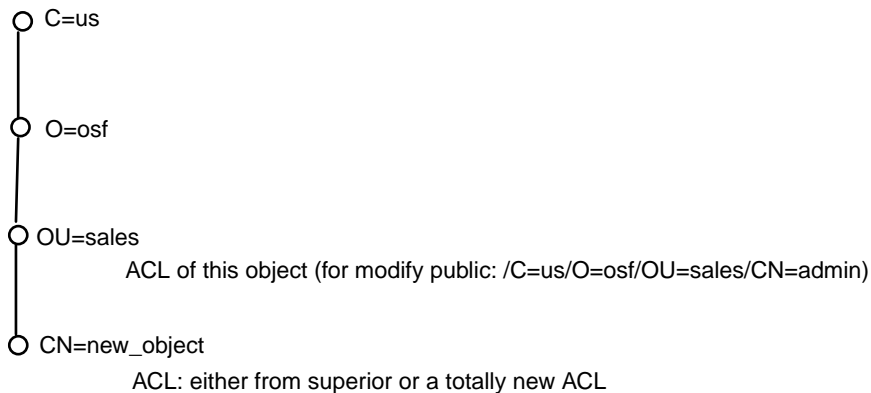 C=us
O=osf
OU=sales
ACL of this object (for modify public: /C=us/O=osf/OU=sales/CN=admin)
CN=new_object
ACL: either from superior or a totally new ACL